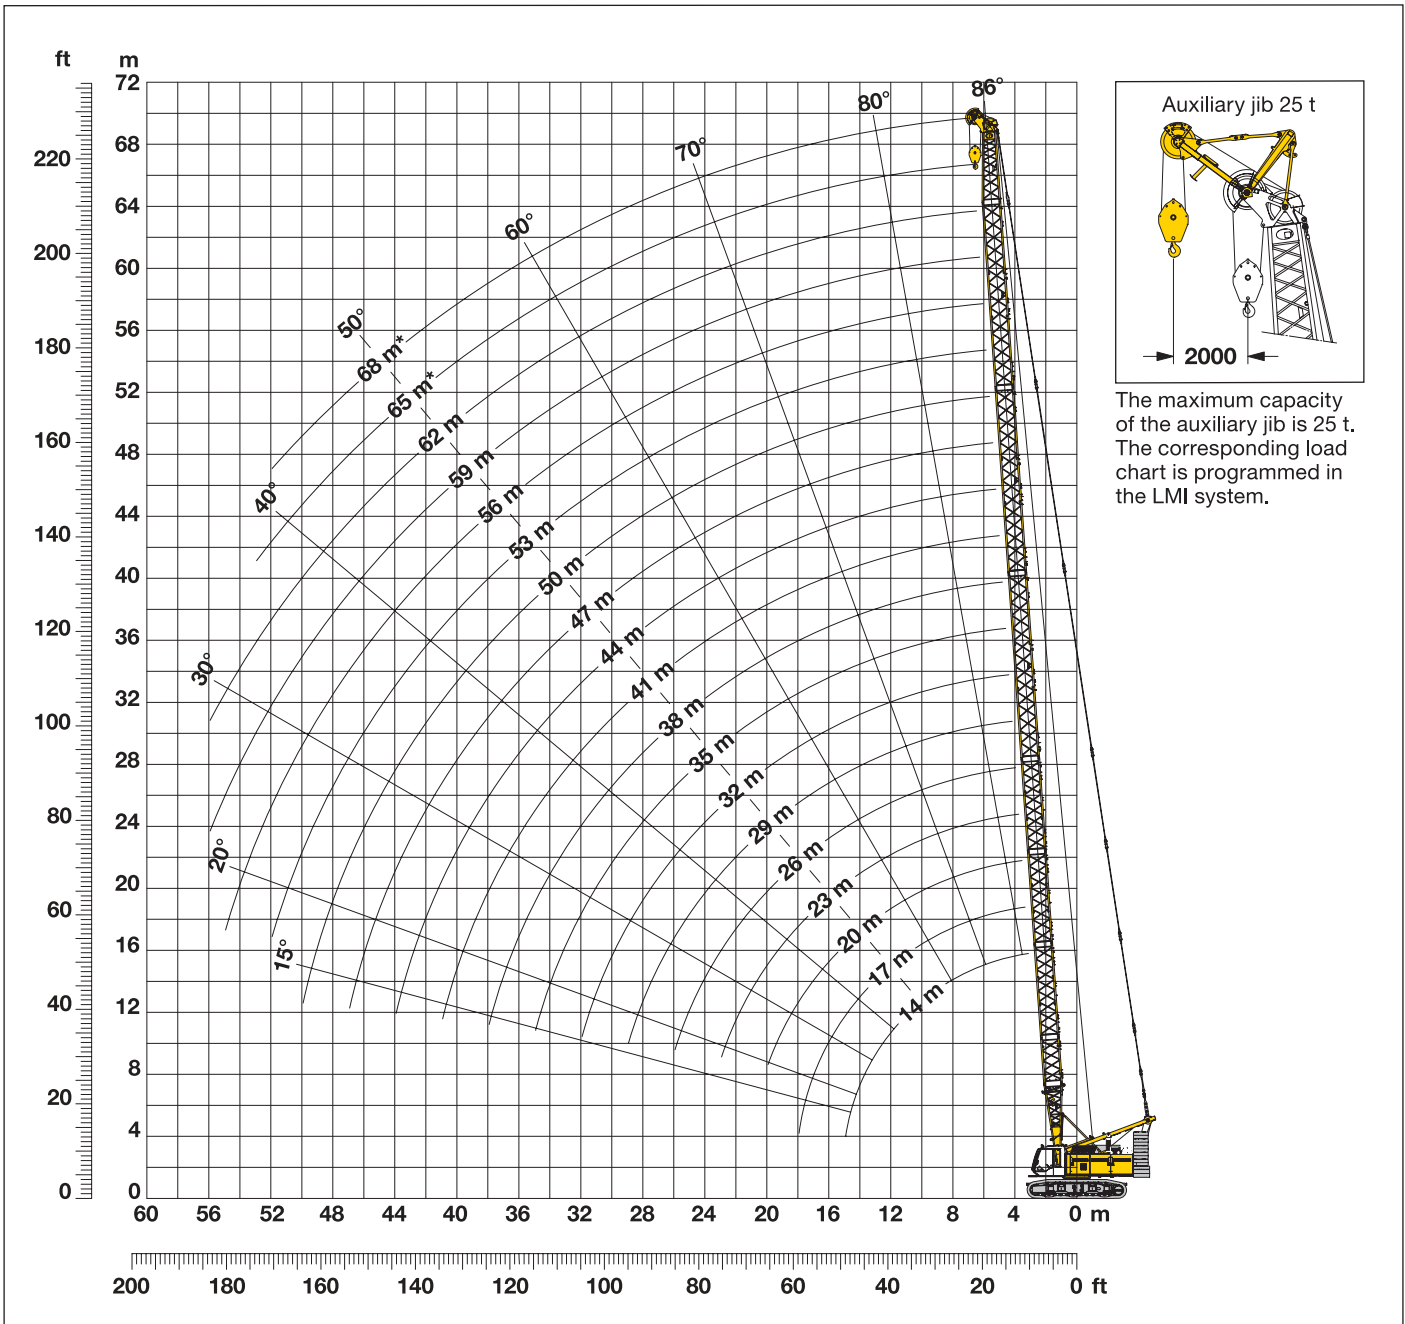 ft
m
72
68
64
60
56
52
48
44
40
36
32
28
24
20
16
12
8
4
0
220
200
180
160
140
120
100
80
60
40
20
0
86°
80°
70°
60°
50°
40°
30°
20°
15°
68 m*
65 m*
62 m
59 m
56 m
53 m
50 m
47 m
44 m
41 m
38 m
35 m
32 m
29 m
26 m
23 m
20 m
17 m
14 m
60 56 52 48 44 40 36 32 28 24 20 16 12 8 4 0 m
200 180 160 140 120 100 80 60 40 20 0 ft
Auxiliary jib 25 t
2000
The maximum capacity
of the auxiliary jib is 25 t.
The corresponding load
chart is programmed in
the LMI system.